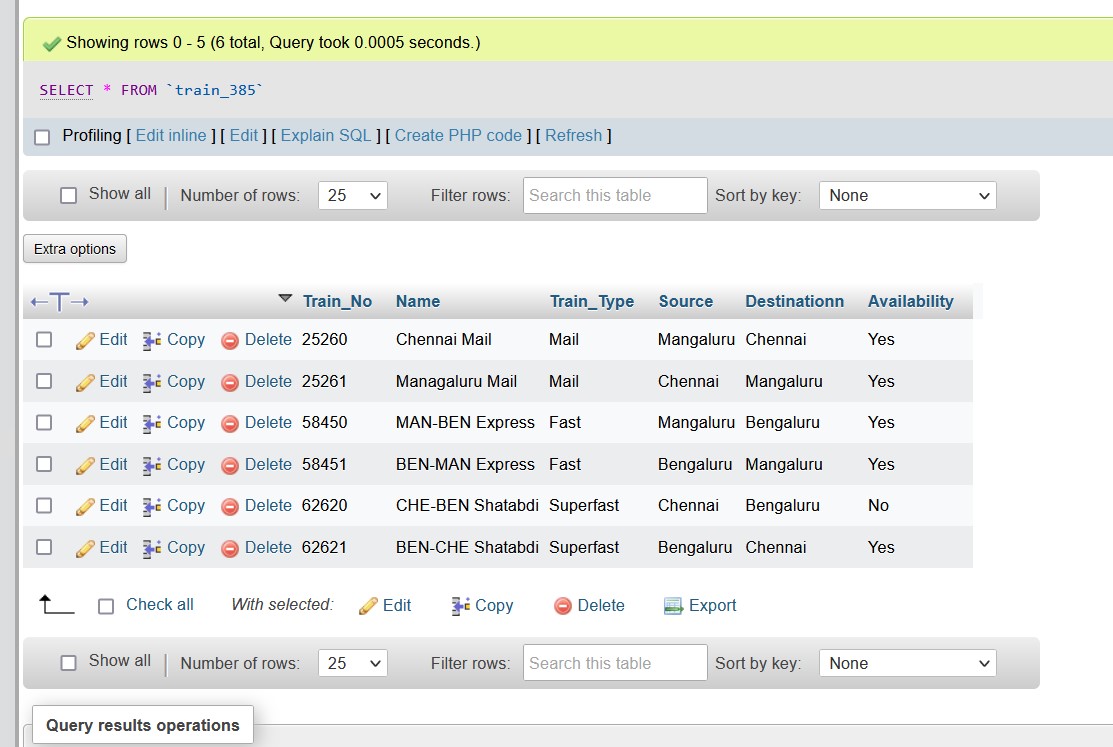 Showing rows 0 - 5 (6 total, Query took 0.0005 seconds.)
SELECT * FROM `train_385`
Profiling [ Edit inline ] [ Edit ] [ Explain SQL ] [ Create PHP code ] [ Refresh ]
Show all | Number of rows: 25 Filter rows: Search this table Sort by key: None
Extra options
←T→ Train_No Name Train_Type Source Destinationn Availability
Edit Copy Delete 25260 Chennai Mail Mail Mangaluru Chennai Yes
Edit Copy Delete 25261 Managaluru Mail Mail Chennai Mangaluru Yes
Edit Copy Delete 58450 MAN-BEN Express Fast Mangaluru Bengaluru Yes
Edit Copy Delete 58451 BEN-MAN Express Fast Bengaluru Mangaluru Yes
Edit Copy Delete 62620 CHE-BEN Shatabdi Superfast Chennai Bengaluru No
Edit Copy Delete 62621 BEN-CHE Shatabdi Superfast Bengaluru Chennai Yes
Check all With selected: Edit Copy Delete Export
Show all | Number of rows: 25 Filter rows: Search this table Sort by key: None
Query results operations